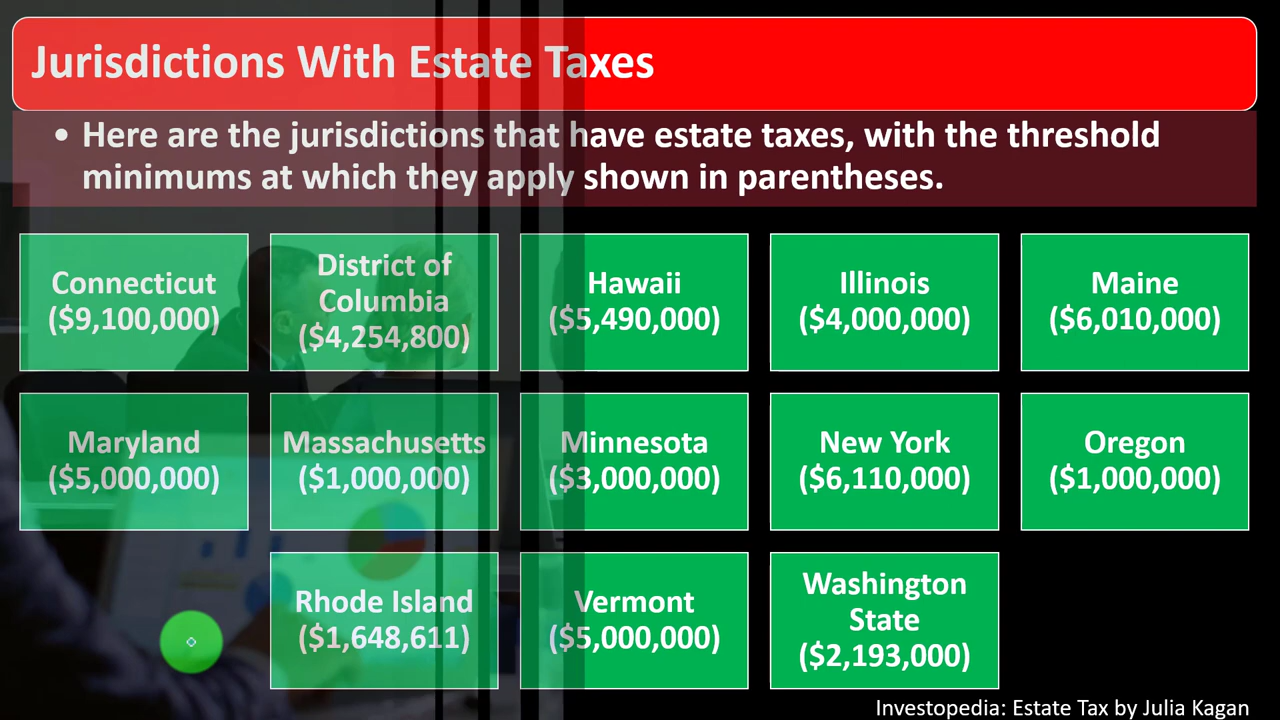 Jurisdictions With Estate Taxes
• Here are the jurisdictions that have estate taxes, with the threshold
minimums at which they apply shown in parentheses.
Connecticut
($9,100,000)
District of
Columbia
($4,254,800)
Hawaii
($5,490,000)
Illinois
($4,000,000)
Maine
($6,010,000)
Maryland
($5,000,000)
Massachusetts
($1,000,000)
Minnesota
($3,000,000)
New York
($6,110,000)
Oregon
($1,000,000)
Rhode Island
($1,648,611)
Vermont
($5,000,000)
Washington
State
($2,193,000)
Investopedia: Estate Tax by Julia Kagan